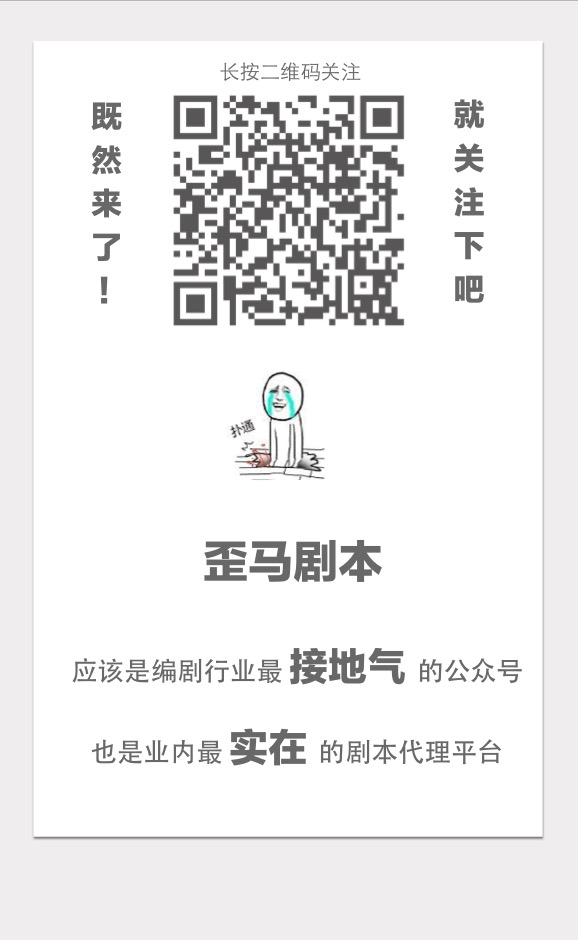 长按二维码关注
既然来了！
就关注下吧
扑通
歪马剧本
应该是编剧行业最接地气的公众号
也是业内最实在的剧本代理平台